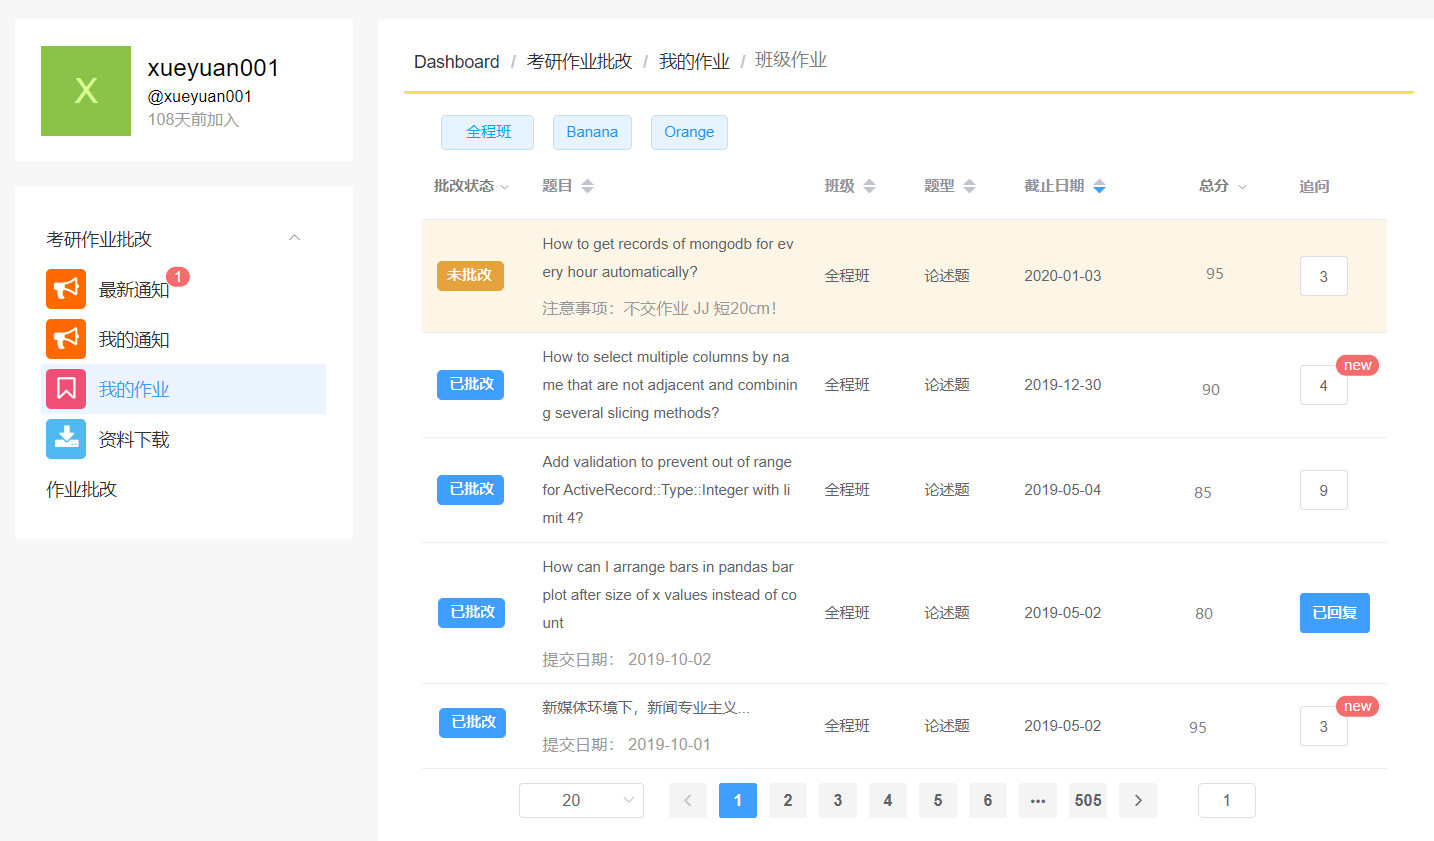 X
xueyuan001
@xueyuan001
108天前加入
考研作业批改
最新通知 1
我的通知
我的作业
资料下载
作业批改
Dashboard / 考研作业批改 / 我的作业 / 班级作业
全程班 Banana Orange
批改状态 题目 班级 题型 截止日期 总分 追问
How to get records of mongodb for ev
ery hour automatically?
注意事项：不交作业 JJ 短20cm！
未批改 全程班 论述题 2020-01-03 95 3
How to select multiple columns by na
me that are not adjacent and combinin
g several slicing methods?
已批改 全程班 论述题 2019-12-30 90 4 new
Add validation to prevent out of range
for ActiveRecord::Type::Integer with li
mit 4?
已批改 全程班 论述题 2019-05-04 85 9
How can I arrange bars in pandas bar
plot after size of x values instead of co
unt
提交日期： 2019-10-02
已批改 全程班 论述题 2019-05-02 80 已回复
新媒体环境下，新闻专业主义...
提交日期： 2019-10-01
已批改 全程班 论述题 2019-05-02 95 3 new
20 1 2 3 4 5 6 ••• 505 1